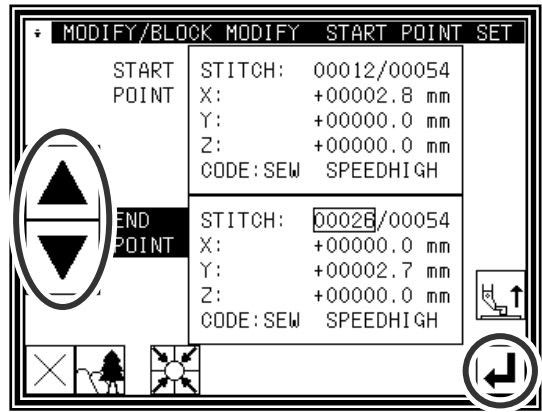 MODIFY/BLOCK MODIFY START POINT SET
START POINT
STITCH: 00012/00054
X: +00002.8 mm
Y: +00000.0 mm
Z: +00000.0 mm
CODE:SEW SPEEDHIGH
END POINT
STITCH: 00026/00054
X: +00000.0 mm
Y: +00002.7 mm
Z: +00000.0 mm
CODE:SEW SPEEDHIGH